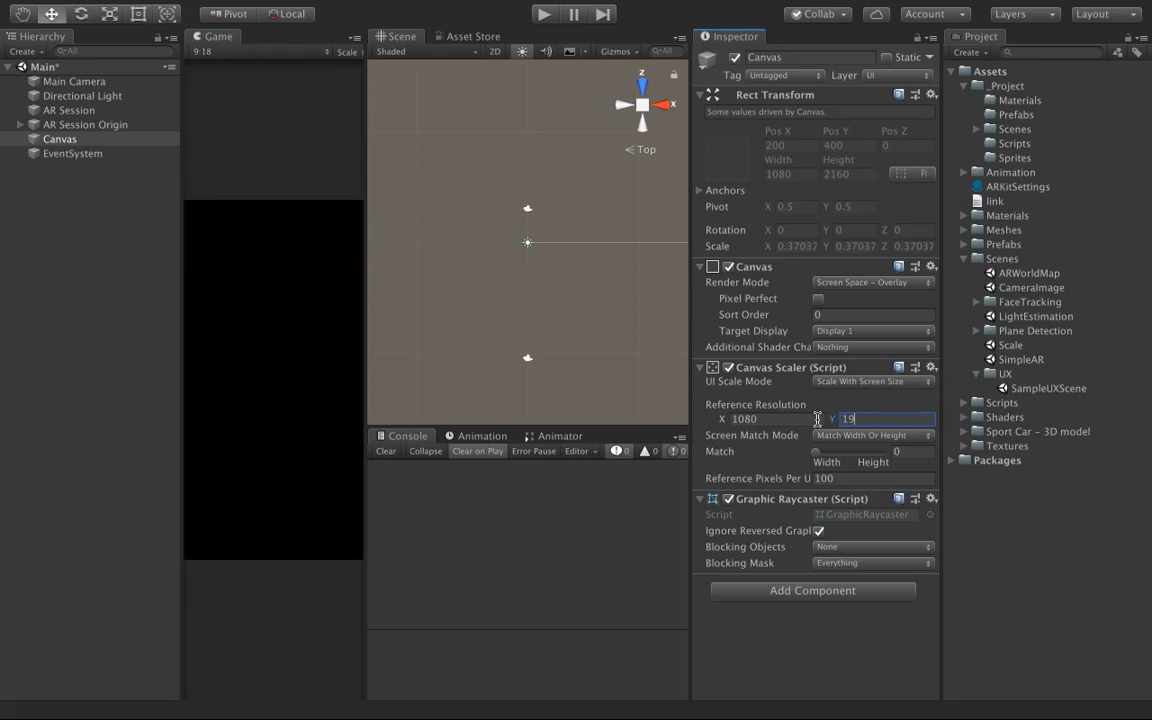 Pivot Local Collab Account Layers Layout
Hierarchy Game Scene Asset Store Inspector Project
Create All 9:18 Scale Shaded 2D Gizmos All Canvas Static Create
Main* Tag Untagged Layer UI Assets
Main Camera _Project
Directional Light z Rect Transform Materials
AR Session x Some values driven by Canvas. Prefabs
AR Session Origin Pos X Pos Y Pos Z Scenes
Canvas 200 400 0 Scripts
EventSystem Top Width Height Sprites
1080 2160 R Animation
Anchors ARKitSettings
Pivot X 0.5 Y 0.5 link
Materials
Rotation X 0 Y 0 Z 0 Meshes
Scale X 0.37037 Y 0.37037 Z 0.37037 Prefabs
Canvas Scenes
Render Mode Screen Space - Overlay ARWorldMap
Pixel Perfect CameraImage
Sort Order 0 FaceTracking
Target Display Display 1 LightEstimation
Additional Shader Cha Nothing Plane Detection
Canvas Scaler (Script) Scale
UI Scale Mode Scale With Screen Size SimpleAR
UX
Reference Resolution SampleUXScene
X 1080 Y 19 Scripts
Screen Match Mode Match Width Or Height Shaders
Match 0 Sport Car - 3D model
Width Height Textures
Reference Pixels Per U 100 Packages
Console Animation Animator
Clear Collapse Clear on Play Error Pause Editor 0 0 0
Graphic Raycaster (Script)
Script GraphicRaycaster
Ignore Reversed Grapl
Blocking Objects None
Blocking Mask Everything
Add Component